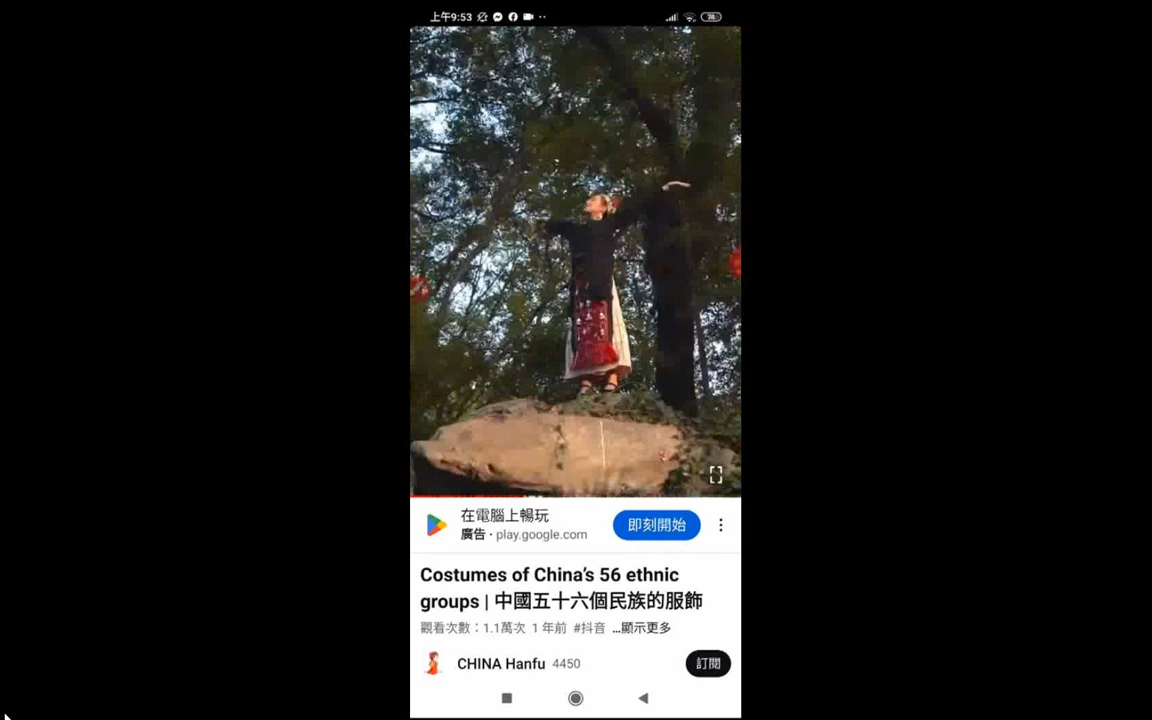 上午9:53
在電腦上暢玩
廣告 · play.google.com
即刻開始
Costumes of China's 56 ethnic
groups | 中國五十六個民族的服飾
觀看次數：1.1萬次 1 年前 #抖音 ...顯示更多
CHINA Hanfu 4450
訂閱